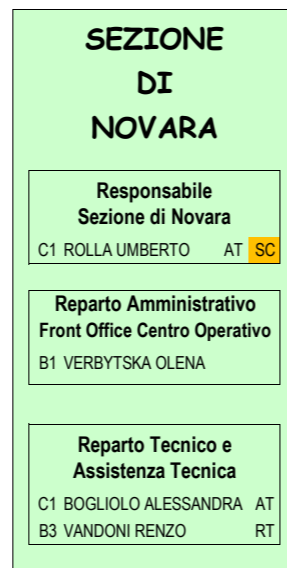 SEZIONE
DI
NOVARA
Responsabile
Sezione di Novara
C1 ROLLA UMBERTO AT SC
Reparto Amministrativo
Front Office Centro Operativo
B1 VERBYTSKA OLENA
Reparto Tecnico e
Assistenza Tecnica
C1 BOGLIOLO ALESSANDRA AT
B3 VANDONI RENZO RT